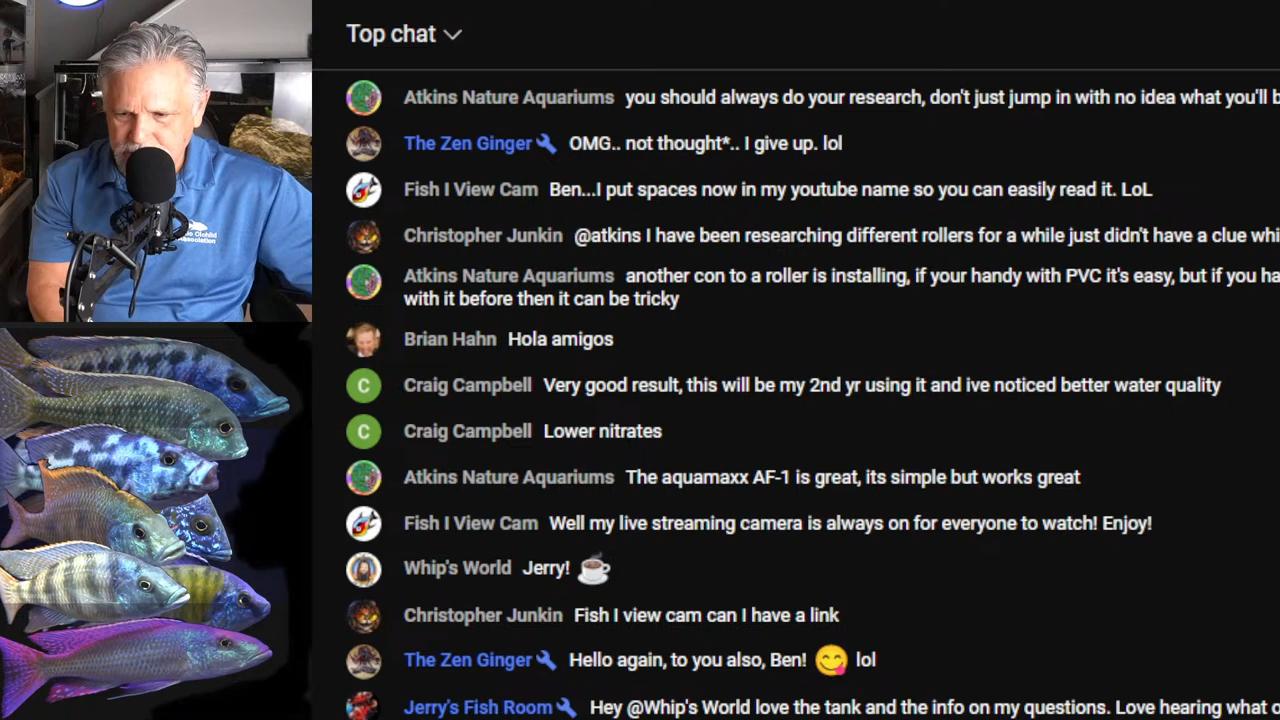 Top chat
Atkins Nature Aquariums you should always do your research, don't just jump in with no idea what you'll b
The Zen Ginger OMG.. not thought*.. I give up. lol
Fish I View Cam Ben...I put spaces now in my youtube name so you can easily read it. LoL
Christopher Junkin @atkins I have been researching different rollers for a while just didn't have a clue whi
Atkins Nature Aquariums another con to a roller is installing, if your handy with PVC it's easy, but if you ha
with it before then it can be tricky
Brian Hahn Hola amigos
C Craig Campbell Very good result, this will be my 2nd yr using it and ive noticed better water quality
C Craig Campbell Lower nitrates
Atkins Nature Aquariums The aquamaxx AF-1 is great, its simple but works great
Fish I View Cam Well my live streaming camera is always on for everyone to watch! Enjoy!
Whip's World Jerry! ☕
Christopher Junkin Fish I view cam can I have a link
The Zen Ginger Hello again, to you also, Ben! 😋 lol
Jerry's Fish Room Hey @Whip's World love the tank and the info on my questions. Love hearing what o
Association